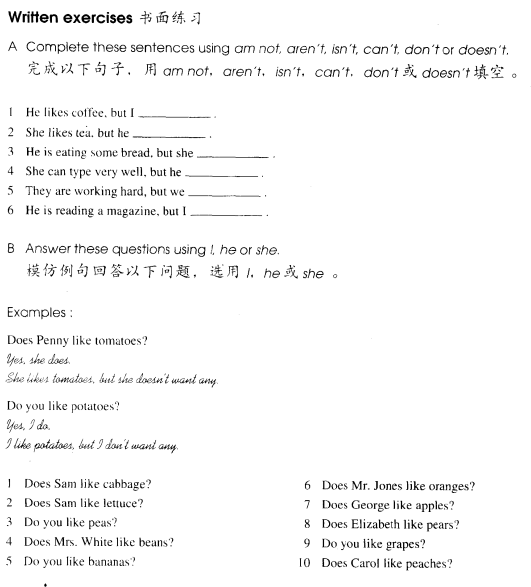 Written exercises 书面练习
A Complete these sentences using am not, aren't, isn't, can't, don't or doesn't.
完成以下句子，用 am not, aren't, isn't, can't, don't 或 doesn't 填空。
1 He likes coffee, but I ____________ .
2 She likes tea, but he ____________ .
3 He is eating some bread, but she ____________ .
4 She can type very well, but he ____________ .
5 They are working hard, but we ____________ .
6 He is reading a magazine, but I ____________ .
B Answer these questions using I, he or she.
模仿例句回答以下问题，选用 I, he 或 she 。
Examples :
Does Penny like tomatoes?
Yes, she does.
She likes tomatoes, but she doesn't want any.
Do you like potatoes?
Yes, I do.
I like potatoes, but I don't want any.
1 Does Sam like cabbage?
2 Does Sam like lettuce?
3 Do you like peas?
4 Does Mrs. White like beans?
5 Do you like bananas?
6 Does Mr. Jones like oranges?
7 Does George like apples?
8 Does Elizabeth like pears?
9 Do you like grapes?
10 Does Carol like peaches?